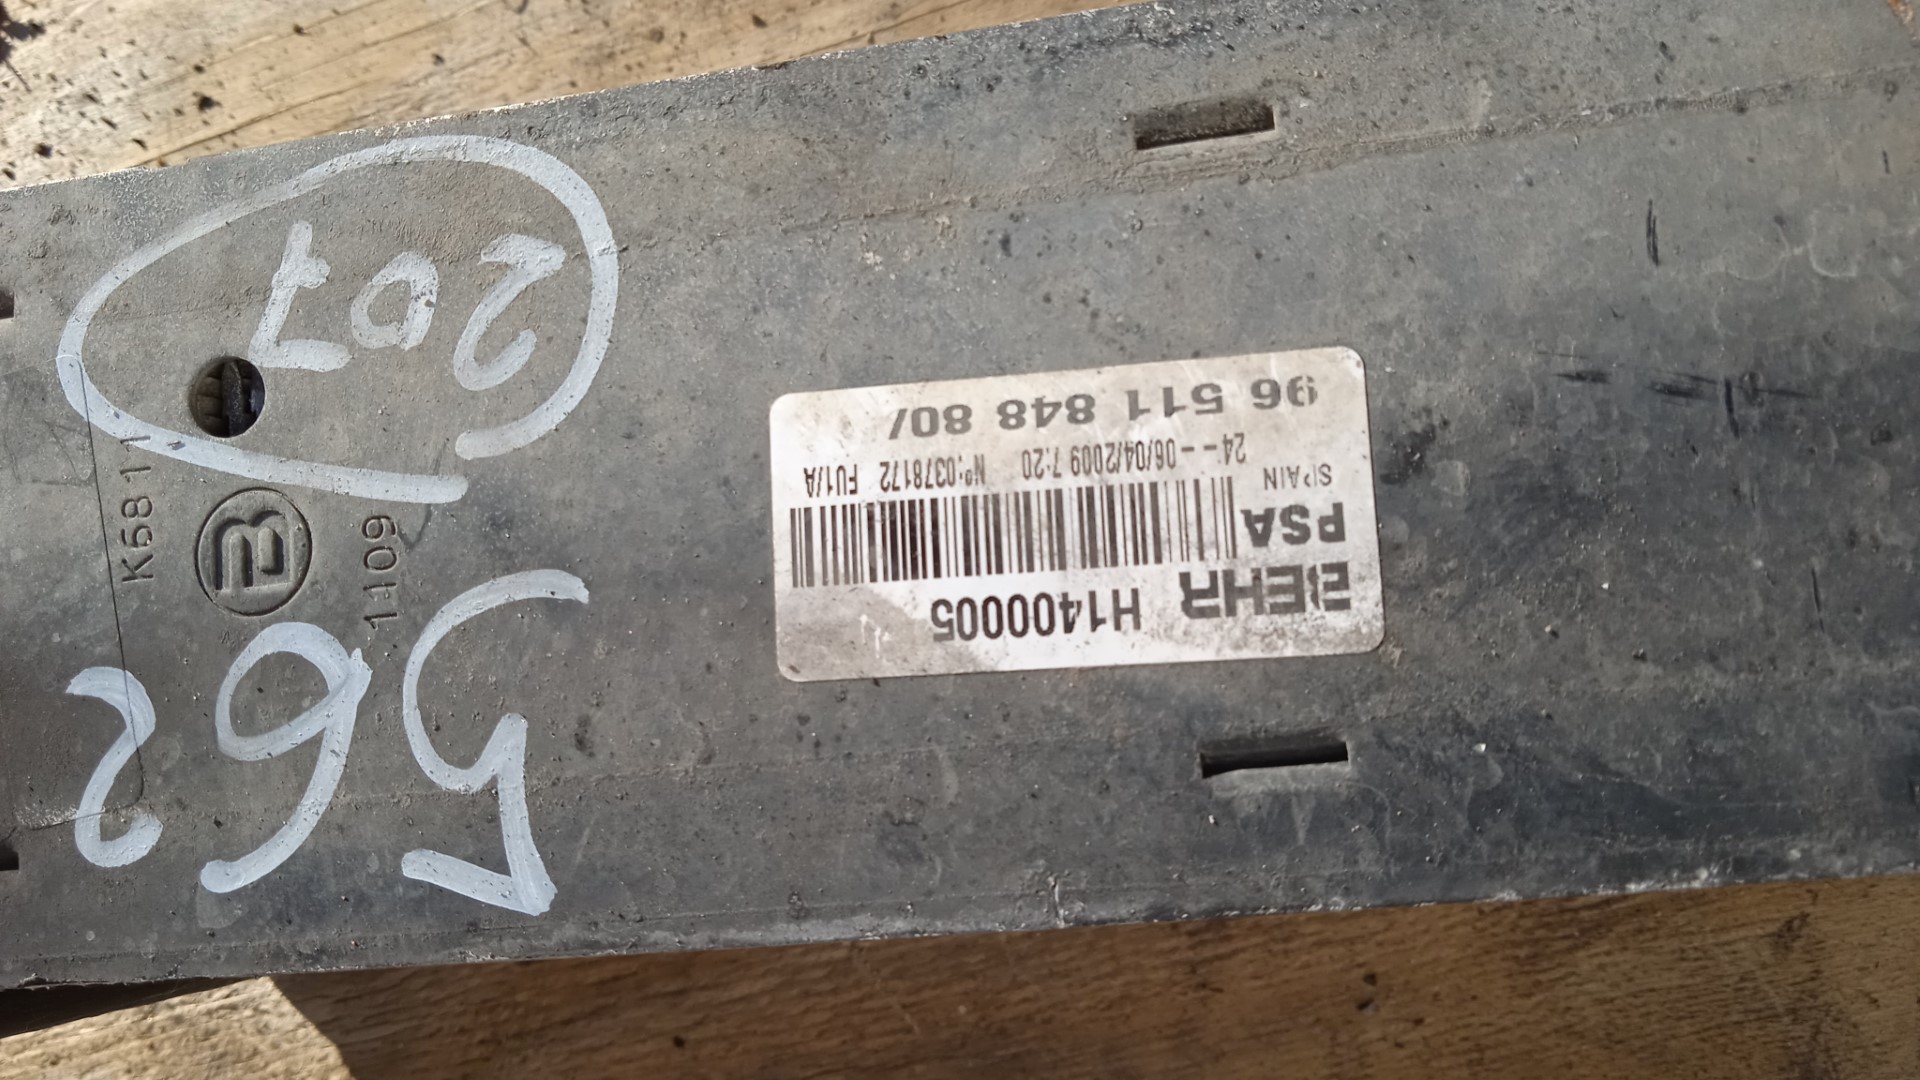 BEHR H1400005
PSA
SPAIN
24-- 06/04/2009 7:20 Nº:0378172 FU1/A
96 511 848 80/
562
1109
B
207